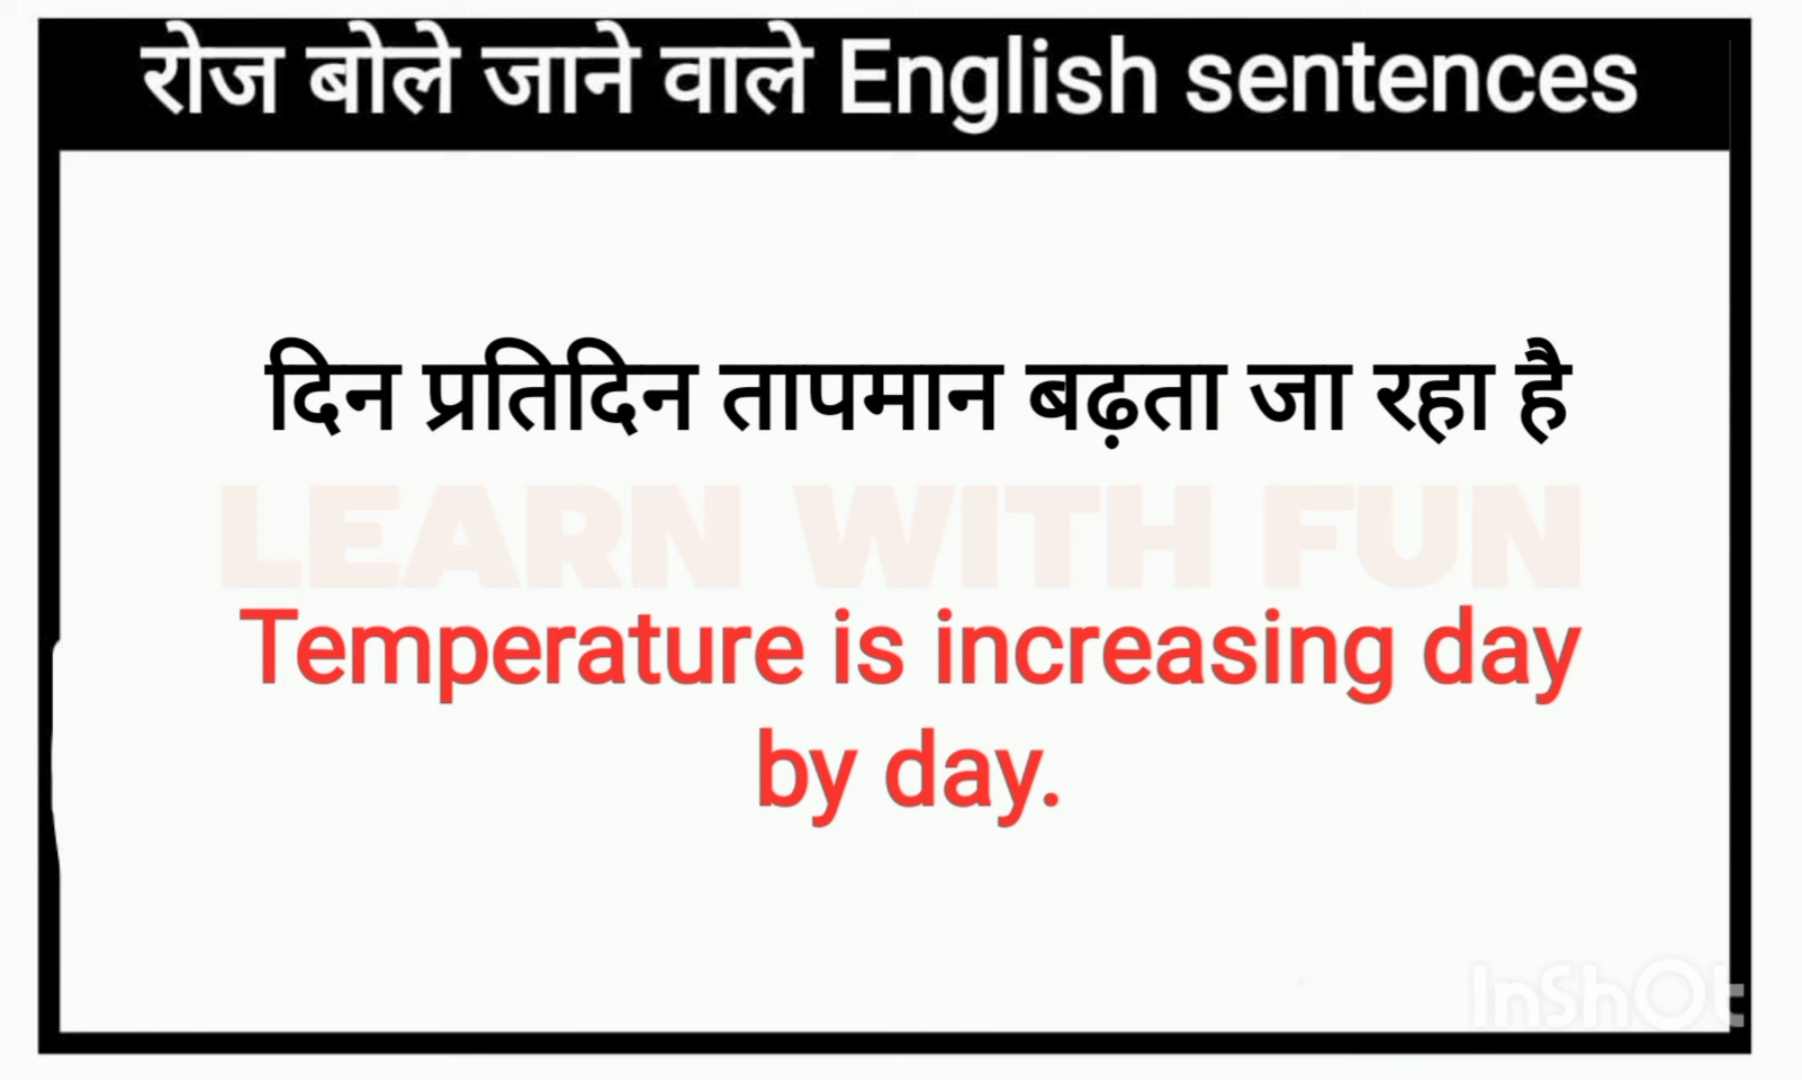 रोज बोले जाने वाले English sentences
दिन प्रतिदिन तापमान बढ़ता जा रहा है
LEARN WITH FUN
Temperature is increasing day
by day.
InShOt